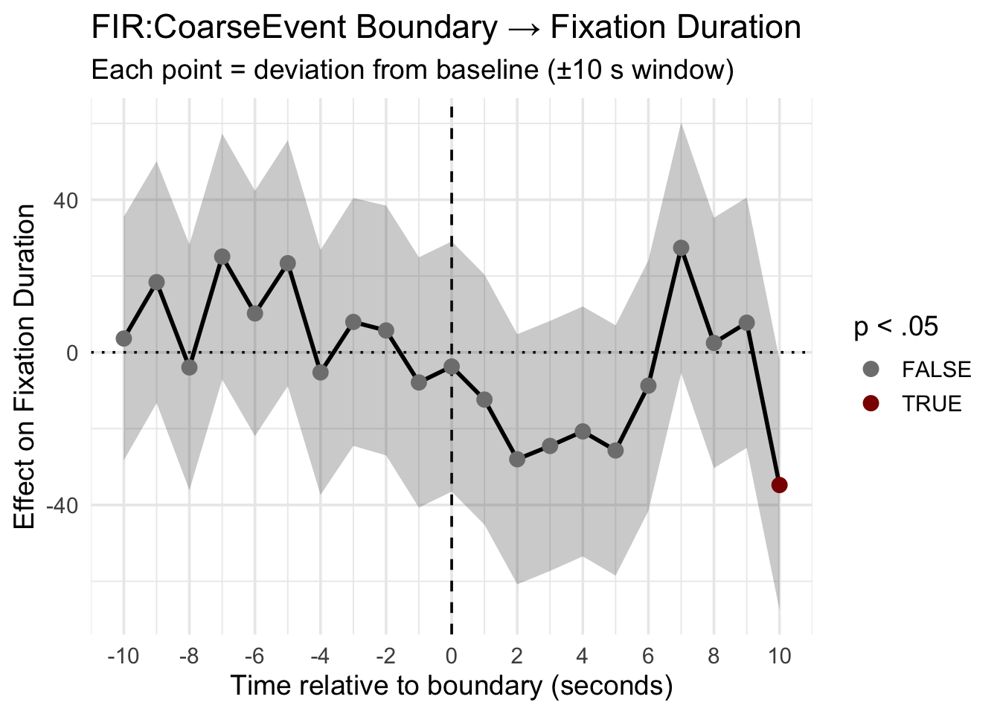 FIR:CoarseEvent Boundary → Fixation Duration
Each point = deviation from baseline (±10 s window)
Effect on Fixation Duration
40
0
-40
-10 -8 -6 -4 -2 0 2 4 6 8 10
Time relative to boundary (seconds)
p < .05
FALSE
TRUE